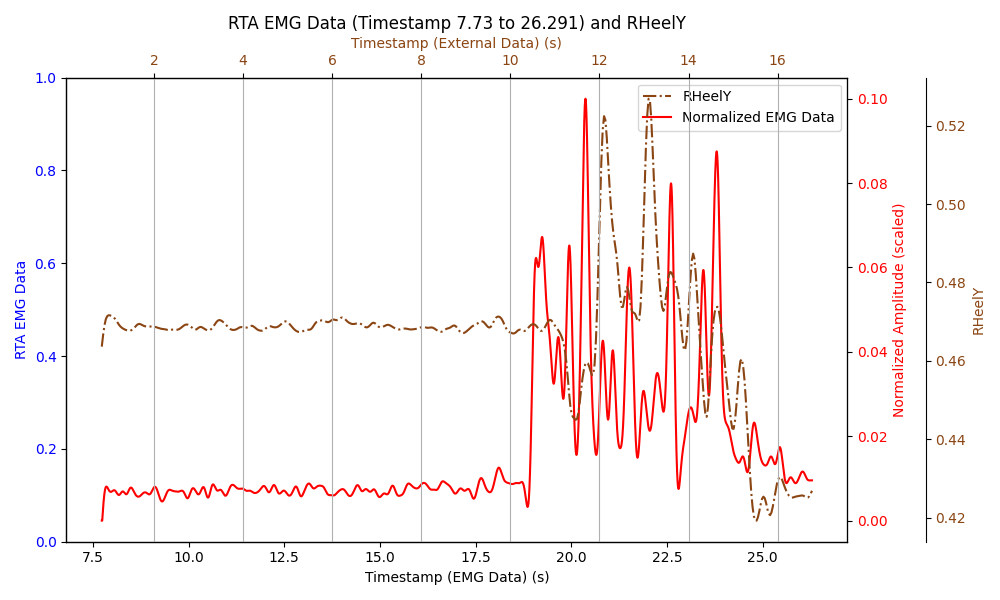 RTA EMG Data (Timestamp 7.73 to 26.291) and RHeelY
Timestamp (External Data) (s)
2 4 6 8 10 12 14 16
RHeelY
Normalized EMG Data
1.0
0.8
0.6
0.4
0.2
0.0
RTA EMG Data
0.10
0.08
0.06
0.04
0.02
0.00
Normalized Amplitude (scaled)
0.52
0.50
0.48
0.46
0.44
0.42
RHeelY
7.5 10.0 12.5 15.0 17.5 20.0 22.5 25.0
Timestamp (EMG Data) (s)